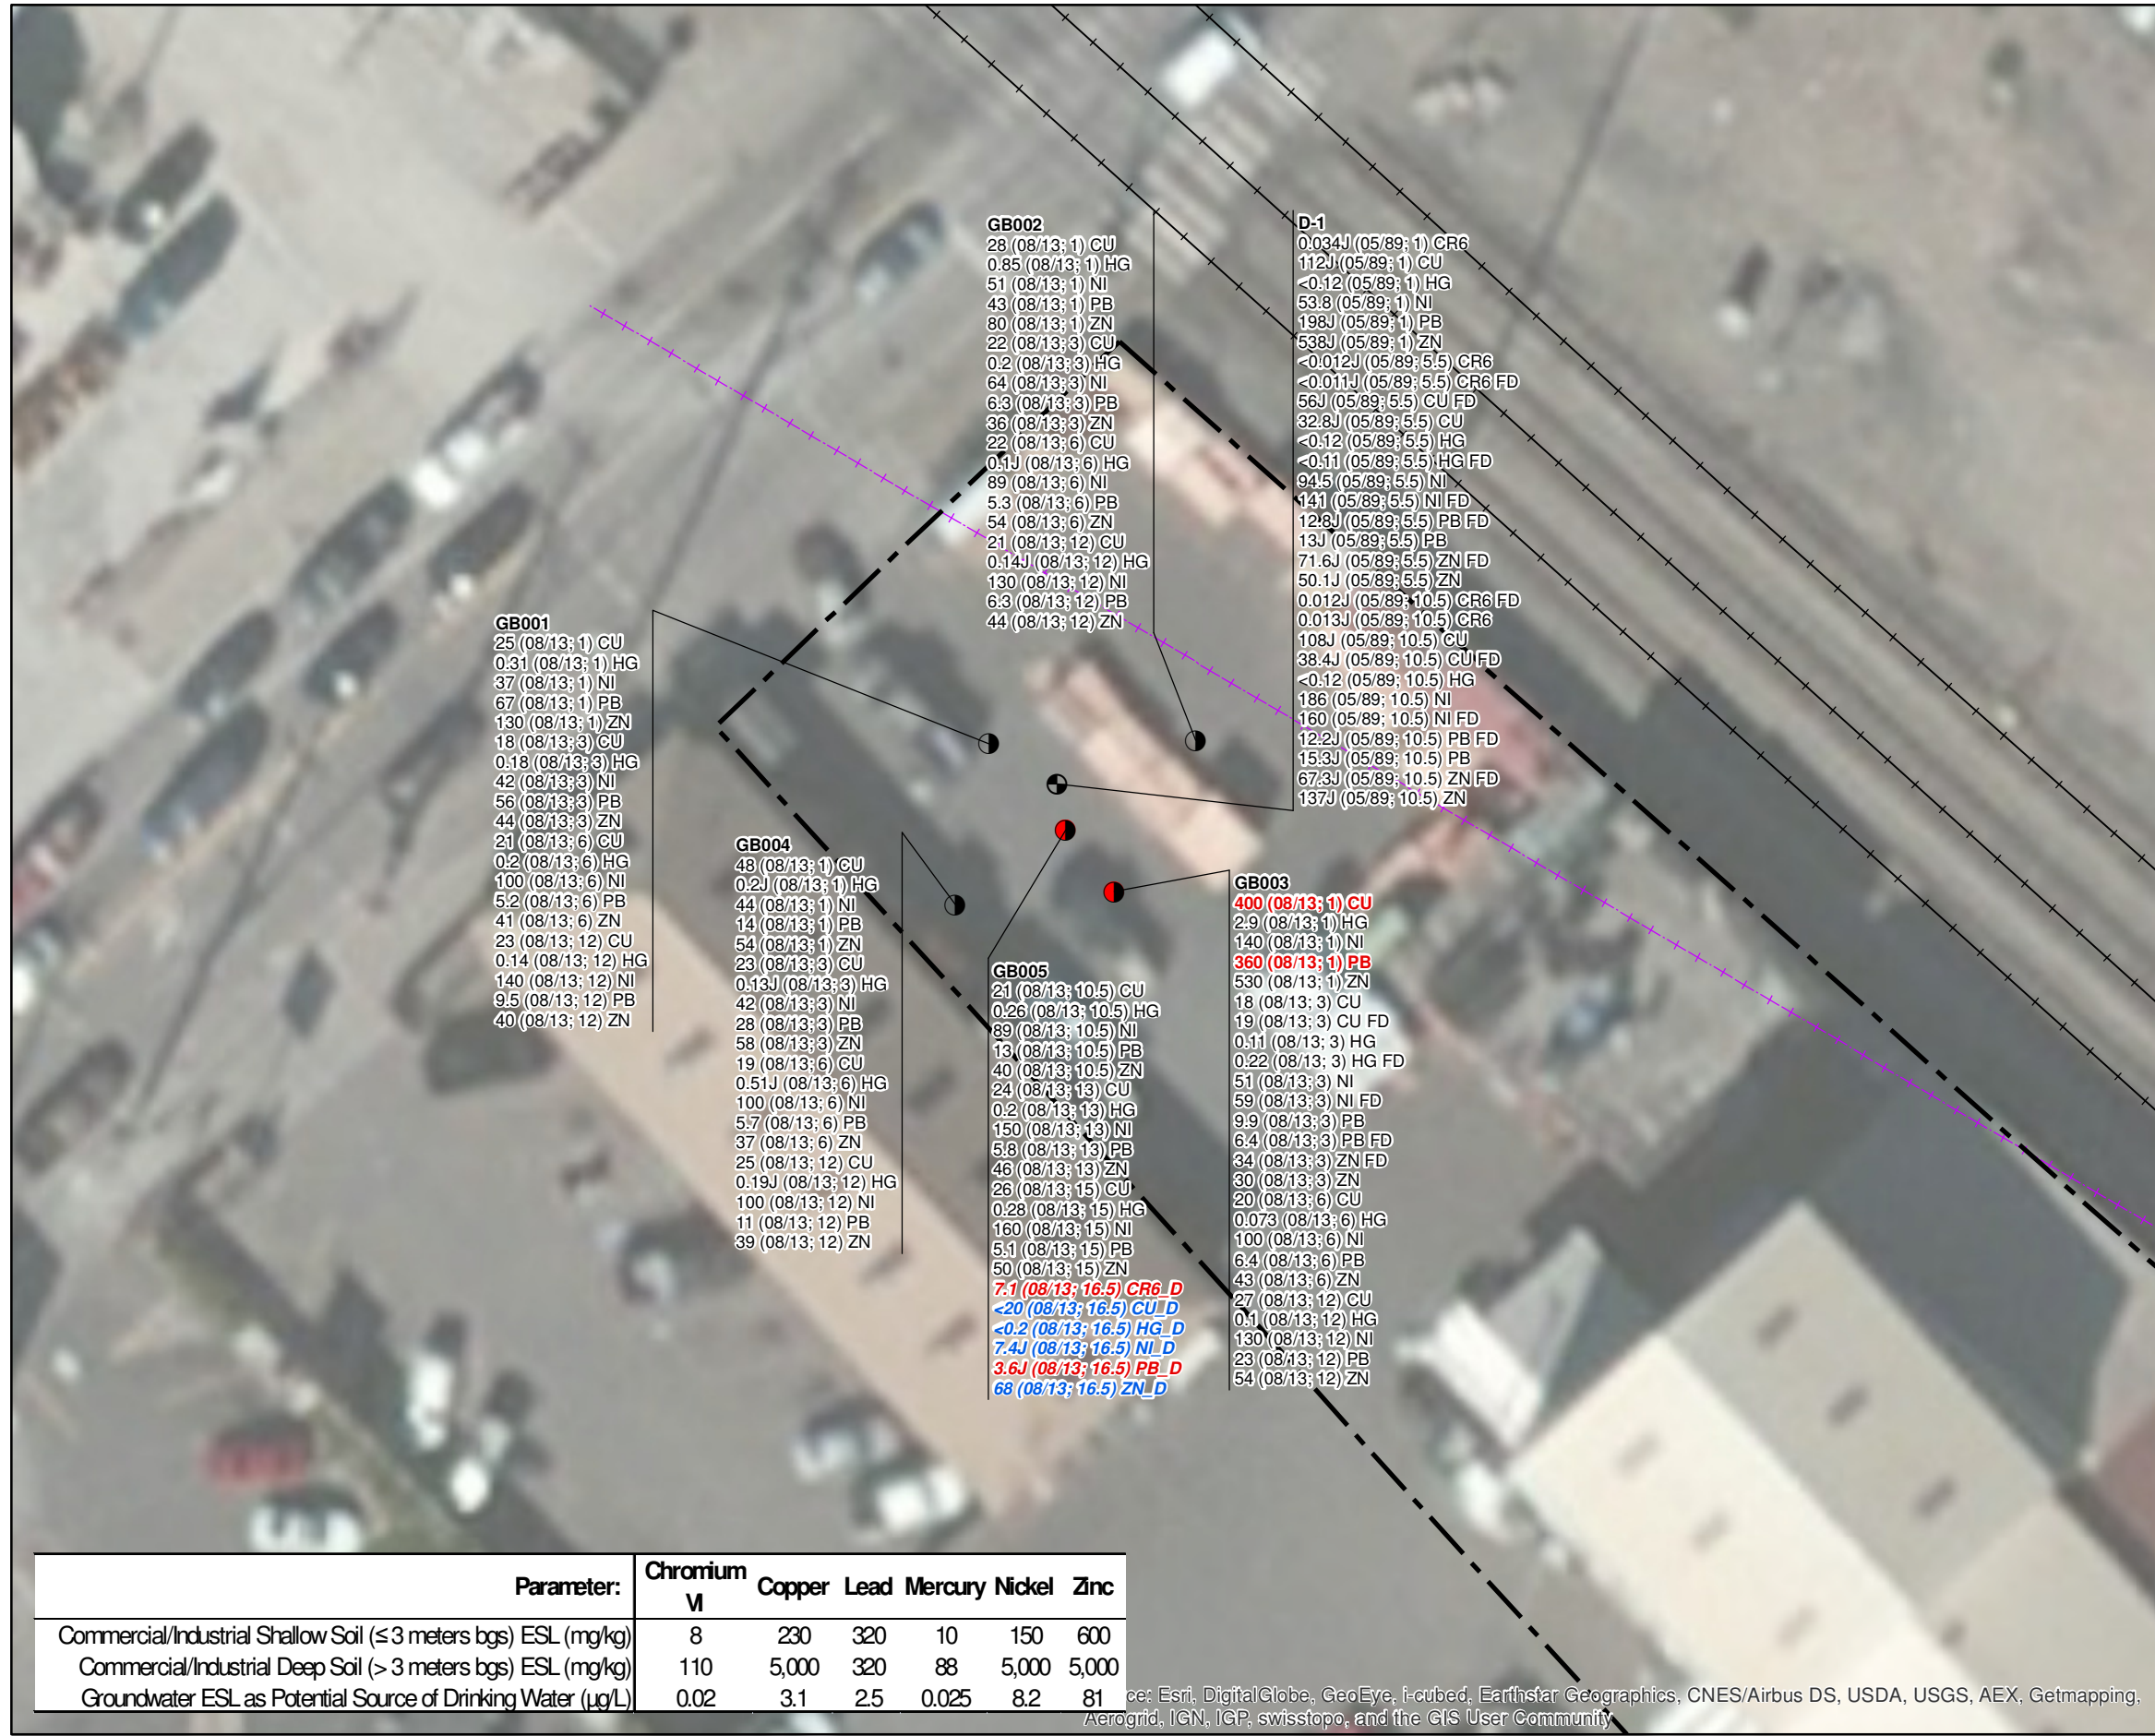 GB002
28 (08/13; 1) CU
0.85 (08/13; 1) HG
51 (08/13; 1) NI
43 (08/13; 1) PB
80 (08/13; 1) ZN
22 (08/13; 3) CU
0.2 (08/13; 3) HG
64 (08/13; 3) NI
6.3 (08/13; 3) PB
36 (08/13; 3) ZN
22 (08/13; 6) CU
0.1J (08/13; 6) HG
89 (08/13; 6) NI
5.3 (08/13; 6) PB
54 (08/13; 6) ZN
21 (08/13; 12) CU
0.14J (08/13; 12) HG
130 (08/13; 12) NI
6.3 (08/13; 12) PB
44 (08/13; 12) ZN
D-1
0.034J (05/89; 1) CR6
112J (05/89; 1) CU
<0.12 (05/89; 1) HG
53.8 (05/89; 1) NI
198J (05/89; 1) PB
538J (05/89; 1) ZN
<0.012J (05/89; 5.5) CR6
<0.011J (05/89; 5.5) CR6 FD
56J (05/89; 5.5) CU FD
32.8J (05/89; 5.5) CU
<0.12 (05/89; 5.5) HG
<0.11 (05/89; 5.5) HG FD
94.5 (05/89; 5.5) NI
141 (05/89; 5.5) NI FD
12.8J (05/89; 5.5) PB FD
13J (05/89; 5.5) PB
71.6J (05/89; 5.5) ZN FD
50.1J (05/89; 5.5) ZN
0.012J (05/89; 10.5) CR6 FD
0.013J (05/89; 10.5) CR6
108J (05/89; 10.5) CU
38.4J (05/89; 10.5) CU FD
<0.12 (05/89; 10.5) HG
186 (05/89; 10.5) NI
160 (05/89; 10.5) NI FD
12.2J (05/89; 10.5) PB FD
15.3J (05/89; 10.5) PB
67.3J (05/89; 10.5) ZN FD
137J (05/89; 10.5) ZN
GB001
25 (08/13; 1) CU
0.31 (08/13; 1) HG
37 (08/13; 1) NI
67 (08/13; 1) PB
130 (08/13; 1) ZN
18 (08/13; 3) CU
0.18 (08/13; 3) HG
42 (08/13; 3) NI
56 (08/13; 3) PB
44 (08/13; 3) ZN
21 (08/13; 6) CU
0.2 (08/13; 6) HG
100 (08/13; 6) NI
5.2 (08/13; 6) PB
41 (08/13; 6) ZN
23 (08/13; 12) CU
0.14 (08/13; 12) HG
140 (08/13; 12) NI
9.5 (08/13; 12) PB
40 (08/13; 12) ZN
GB004
48 (08/13; 1) CU
0.2J (08/13; 1) HG
44 (08/13; 1) NI
14 (08/13; 1) PB
54 (08/13; 1) ZN
23 (08/13; 3) CU
0.13J (08/13; 3) HG
42 (08/13; 3) NI
28 (08/13; 3) PB
58 (08/13; 3) ZN
19 (08/13; 6) CU
0.51J (08/13; 6) HG
100 (08/13; 6) NI
5.7 (08/13; 6) PB
37 (08/13; 6) ZN
25 (08/13; 12) CU
0.19J (08/13; 12) HG
100 (08/13; 12) NI
11 (08/13; 12) PB
39 (08/13; 12) ZN
GB005
21 (08/13; 10.5) CU
0.26 (08/13; 10.5) HG
89 (08/13; 10.5) NI
13 (08/13; 10.5) PB
40 (08/13; 10.5) ZN
24 (08/13; 13) CU
0.2 (08/13; 13) HG
150 (08/13; 13) NI
5.8 (08/13; 13) PB
46 (08/13; 13) ZN
26 (08/13; 15) CU
0.28 (08/13; 15) HG
160 (08/13; 15) NI
5.1 (08/13; 15) PB
50 (08/13; 15) ZN
7.1 (08/13; 16.5) CR6_D
<20 (08/13; 16.5) CU_D
<0.2 (08/13; 16.5) HG_D
7.4J (08/13; 16.5) NI_D
3.6J (08/13; 16.5) PB_D
68 (08/13; 16.5) ZN_D
GB003
400 (08/13; 1) CU
2.9 (08/13; 1) HG
140 (08/13; 1) NI
360 (08/13; 1) PB
530 (08/13; 1) ZN
18 (08/13; 3) CU
19 (08/13; 3) CU FD
0.11 (08/13; 3) HG
0.22 (08/13; 3) HG FD
51 (08/13; 3) NI
59 (08/13; 3) NI FD
9.9 (08/13; 3) PB
6.4 (08/13; 3) PB FD
34 (08/13; 3) ZN FD
30 (08/13; 3) ZN
20 (08/13; 6) CU
0.073 (08/13; 6) HG
100 (08/13; 6) NI
6.4 (08/13; 6) PB
43 (08/13; 6) ZN
27 (08/13; 12) CU
0.1 (08/13; 12) HG
130 (08/13; 12) NI
23 (08/13; 12) PB
54 (08/13; 12) ZN
Parameter: Chromium VI Copper Lead Mercury Nickel Zinc
Commercial/Industrial Shallow Soil (≤ 3 meters bgs) ESL (mg/kg) 8 230 320 10 150 600
Commercial/Industrial Deep Soil (> 3 meters bgs) ESL (mg/kg) 110 5,000 320 88 5,000 5,000
Groundwater ESL as Potential Source of Drinking Water (µg/L) 0.02 3.1 2.5 0.025 8.2 81
ce: Esri, DigitalGlobe, GeoEye, i-cubed, Earthstar Geographics, CNES/Airbus DS, USDA, USGS, AEX, Getmapping,
Aerogrid, IGN, IGP, swisstopo, and the GIS User Community